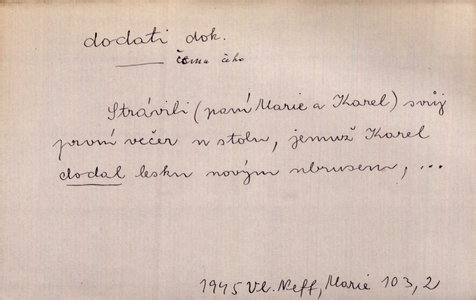 dodati dok.
čemu čeho
Strávili (paní Marie a Karel) svůj
první večer u stolu, jemuž Karel
dodal lesku novým ubrusem, ...
1945 Vl. Neff, Marie 103, 2